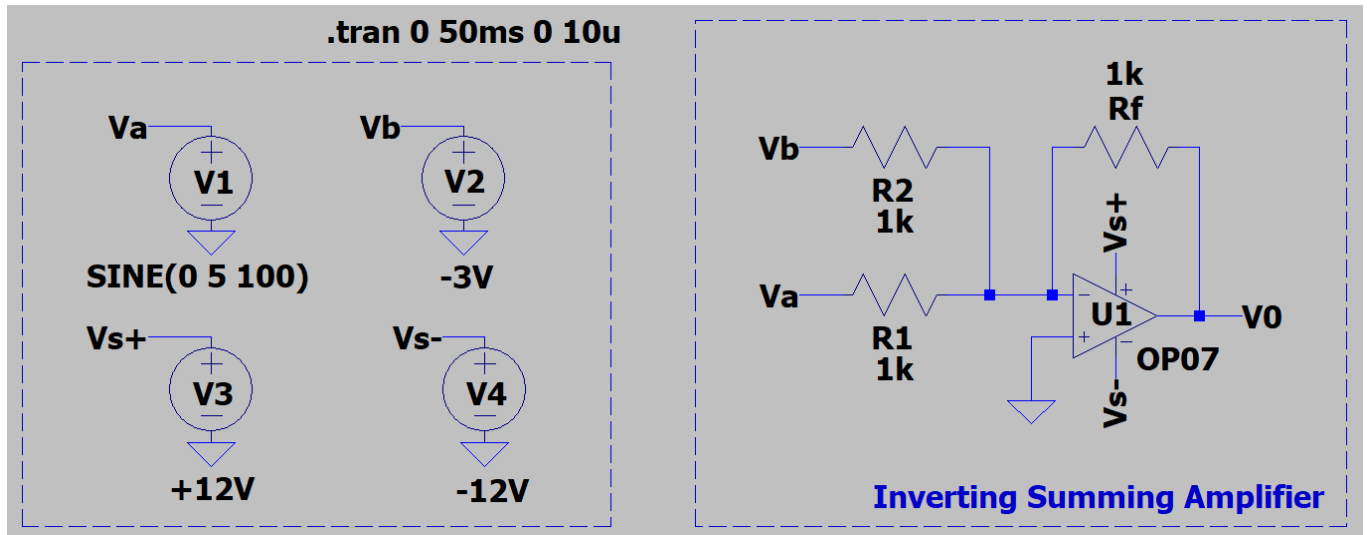 .tran 0 50ms 0 10u
Va
V1
SINE(0 5 100)
Vb
V2
-3V
Vs+
V3
+12V
Vs-
V4
-12V
1k
Rf
Vb
R2
1k
Va
R1
1k
Vs+
U1
V0
OP07
Vs-
Inverting Summing Amplifier